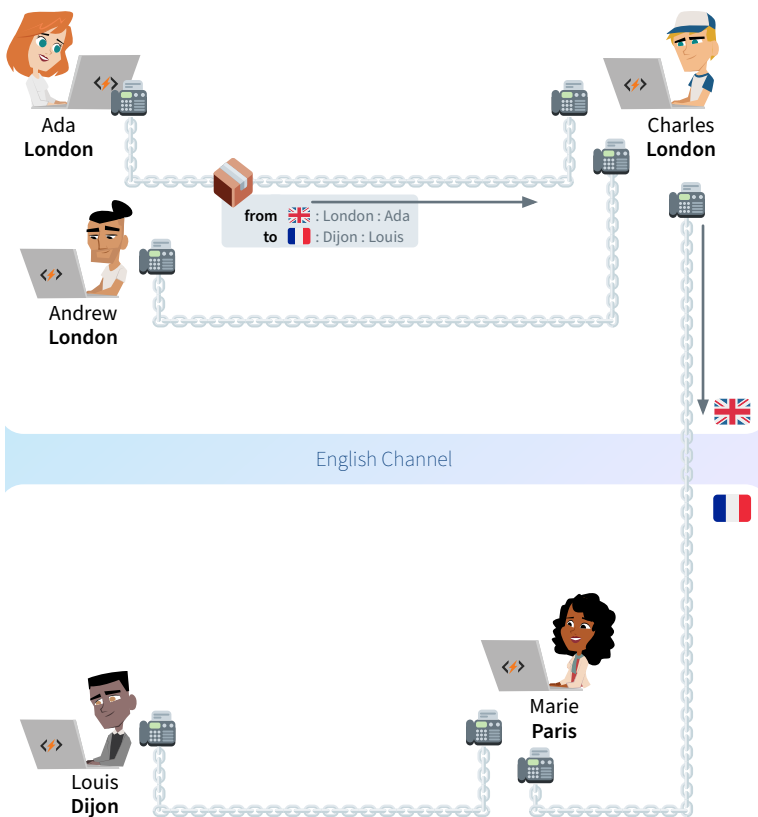 Ada
London
Charles
London
from : London : Ada
to : Dijon : Louis
Andrew
London
English Channel
Marie
Paris
Louis
Dijon